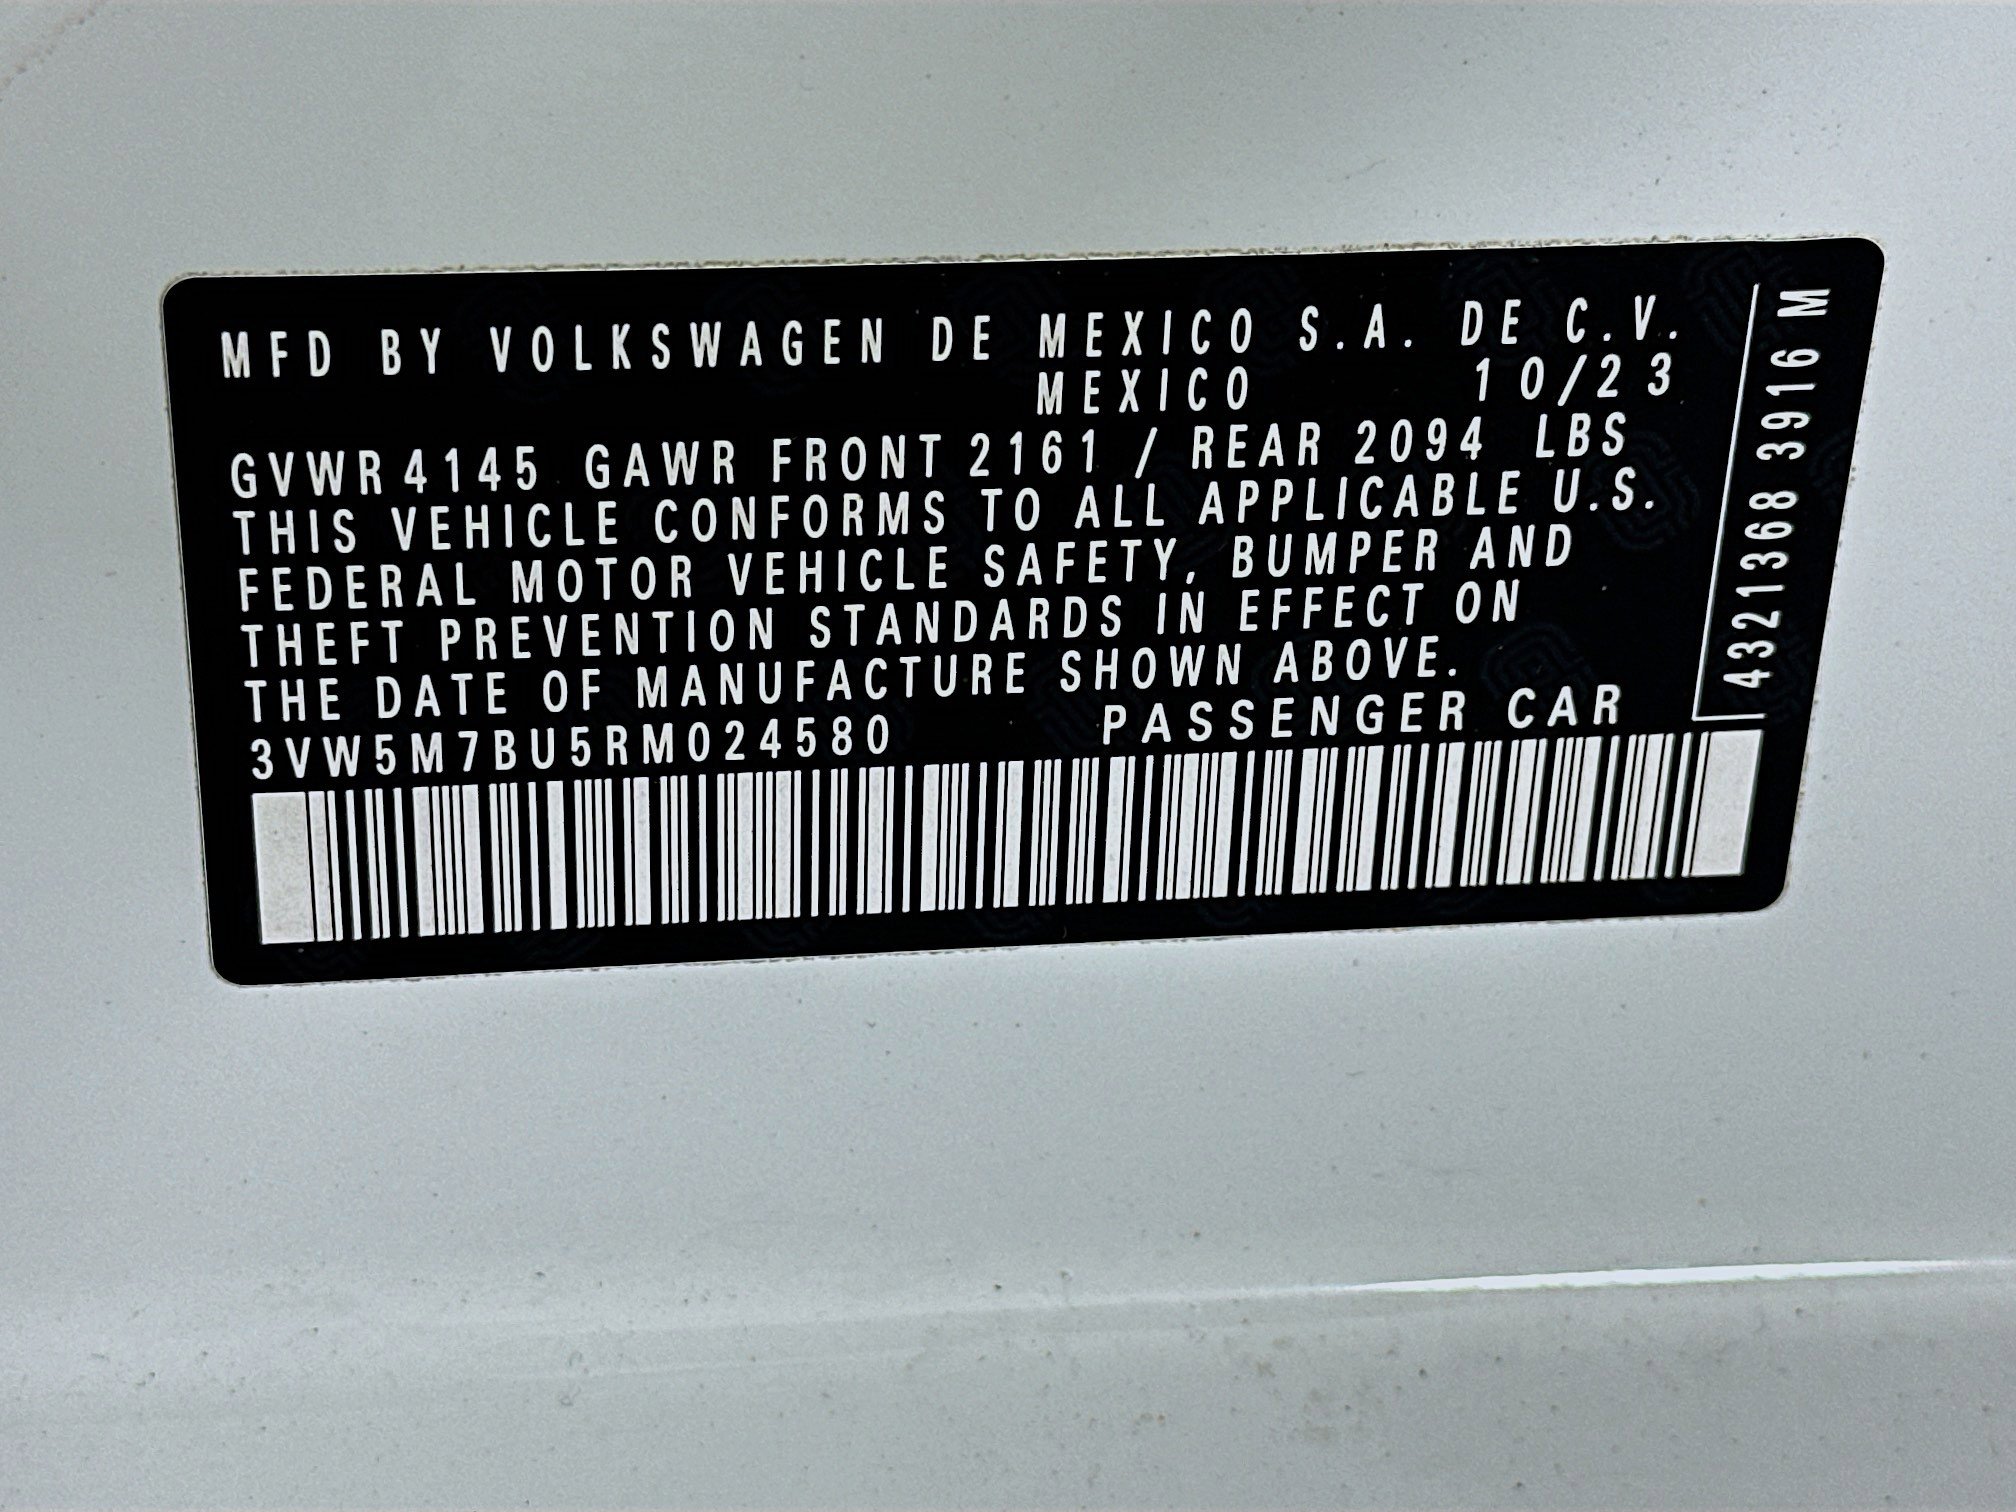 MFD BY VOLKSWAGEN DE MEXICO S.A. DE C.V.
MEXICO 10/23
GVWR 4145 GAWR FRONT 2161 / REAR 2094 LBS
THIS VEHICLE CONFORMS TO ALL APPLICABLE U.S.
FEDERAL MOTOR VEHICLE SAFETY, BUMPER AND
THEFT PREVENTION STANDARDS IN EFFECT ON
THE DATE OF MANUFACTURE SHOWN ABOVE.
3VW5M7BU5RM024580 PASSENGER CAR
4321368 3916 M